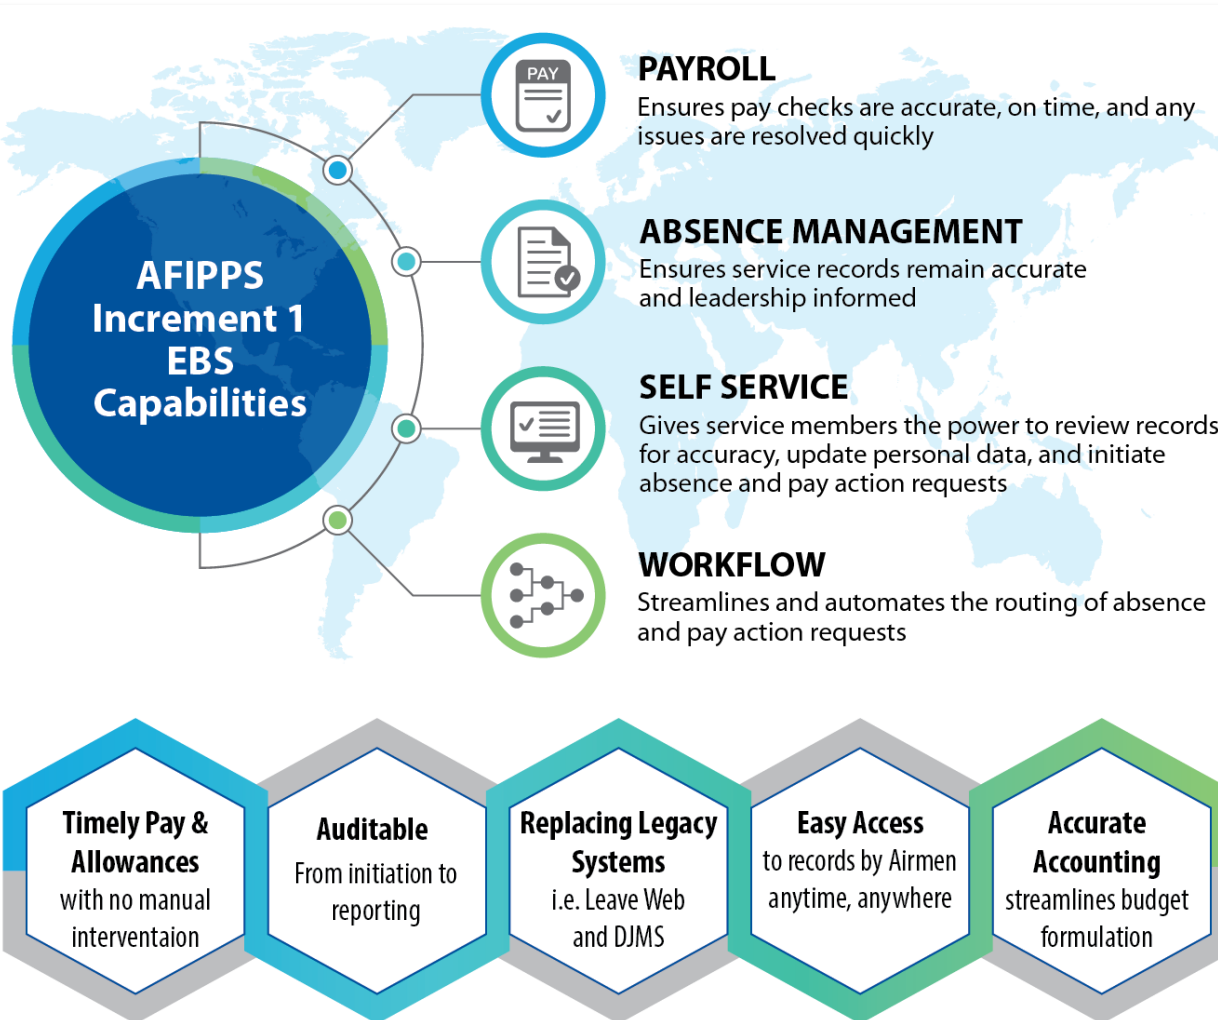 AFIPPS
Increment 1
EBS
Capabilities
PAY
PAYROLL
Ensures pay checks are accurate, on time, and any
issues are resolved quickly
ABSENCE MANAGEMENT
Ensures service records remain accurate
and leadership informed
SELF SERVICE
Gives service members the power to review records
for accuracy, update personal data, and initiate
absence and pay action requests
WORKFLOW
Streamlines and automates the routing of absence
and pay action requests
Timely Pay &
Allowances
with no manual
interventaion
Auditable
From initiation to
reporting
Replacing Legacy
Systems
i.e. Leave Web
and DJMS
Easy Access
to records by Airmen
anytime, anywhere
Accurate
Accounting
streamlines budget
formulation